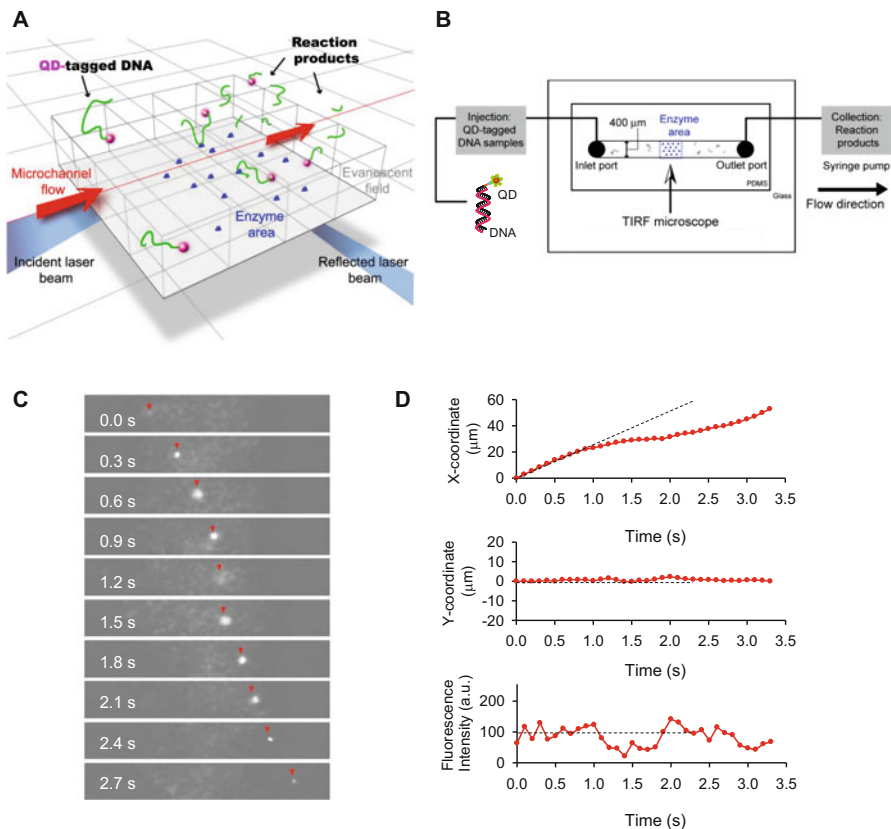 A
QD-tagged DNA
Reaction
products
Microchannel
flow
Evanescent
field
Enzyme
area
Incident laser
beam
Reflected laser
beam
B
Injection:
QD-tagged
DNA samples
400 μm
Enzyme
area
Collection:
Reaction
products
Inlet port
Outlet port
PDMS
Glass
Syringe pump
Flow direction
TIRF microscope
QD
DNA
C
0.0 s
0.3 s
0.6 s
0.9 s
1.2 s
1.5 s
1.8 s
2.1 s
2.4 s
2.7 s
D
X-coordinate
(μm)
60
40
20
0
0.0 0.5 1.0 1.5 2.0 2.5 3.0 3.5
Time (s)
Y-coordinate
(μm)
20
10
0
-10
-20
0.0 0.5 1.0 1.5 2.0 2.5 3.0 3.5
Time (s)
Fluorescence
Intensity (a.u.)
200
100
0
0.0 0.5 1.0 1.5 2.0 2.5 3.0 3.5
Time (s)